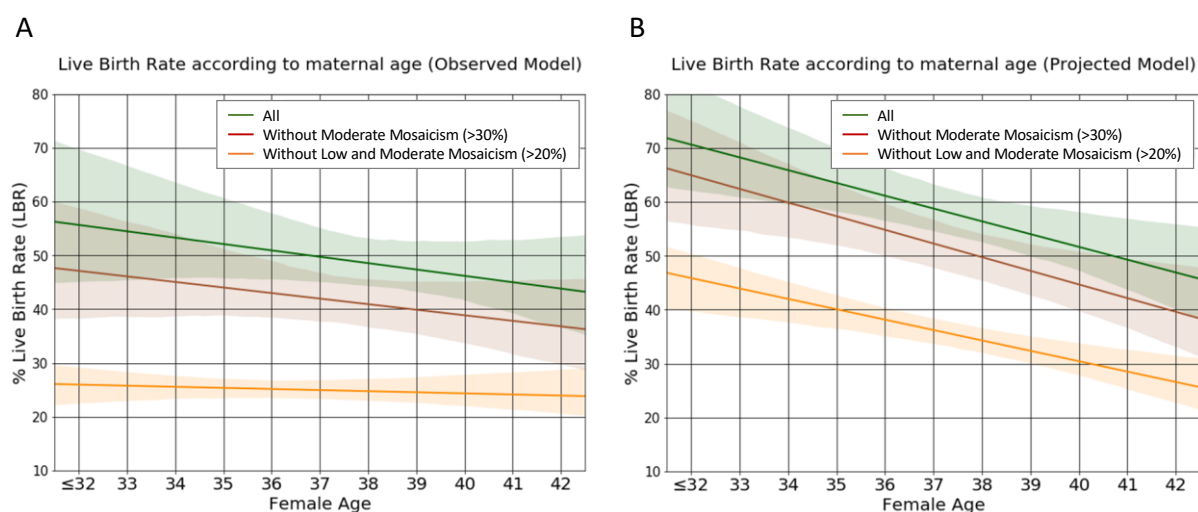 A
Live Birth Rate according to maternal age (Observed Model)
80
70
60
50
40
30
20
10
% Live Birth Rate (LBR)
All
Without Moderate Mosaicism (>30%)
Without Low and Moderate Mosaicism (>20%)
≤32 33 34 35 36 37 38 39 40 41 42
Female Age
B
Live Birth Rate according to maternal age (Projected Model)
80
70
60
50
40
30
20
10
% Live Birth Rate (LBR)
All
Without Moderate Mosaicism (>30%)
Without Low and Moderate Mosaicism (>20%)
≤32 33 34 35 36 37 38 39 40 41 42
Female Age